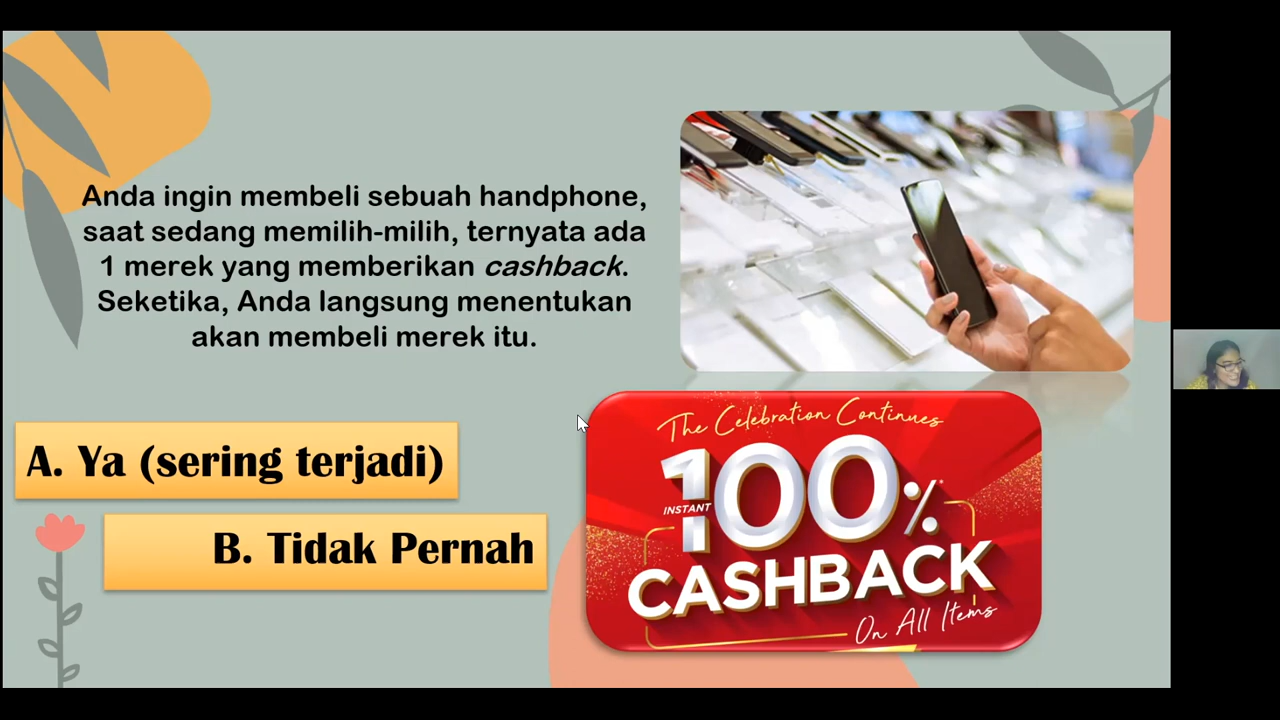 Anda ingin membeli sebuah handphone,
saat sedang memilih-milih, ternyata ada
1 merek yang memberikan cashback.
Seketika, Anda langsung menentukan
akan membeli merek itu.
A. Ya (sering terjadi)
B. Tidak Pernah
The Celebration Continues
INSTANT
100%
CASHBACK
On All Items